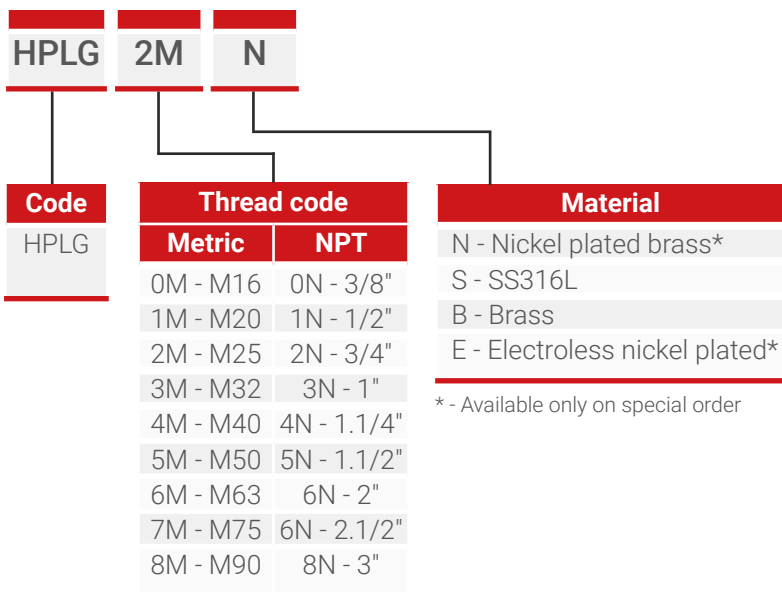 HPLG 2M N
Code
HPLG
Thread code
Metric NPT
0M - M16 0N - 3/8"
1M - M20 1N - 1/2"
2M - M25 2N - 3/4"
3M - M32 3N - 1"
4M - M40 4N - 1.1/4"
5M - M50 5N - 1.1/2"
6M - M63 6N - 2"
7M - M75 6N - 2.1/2"
8M - M90 8N - 3"
Material
N - Nickel plated brass*
S - SS316L
B - Brass
E - Electroless nickel plated*
* - Available only on special order